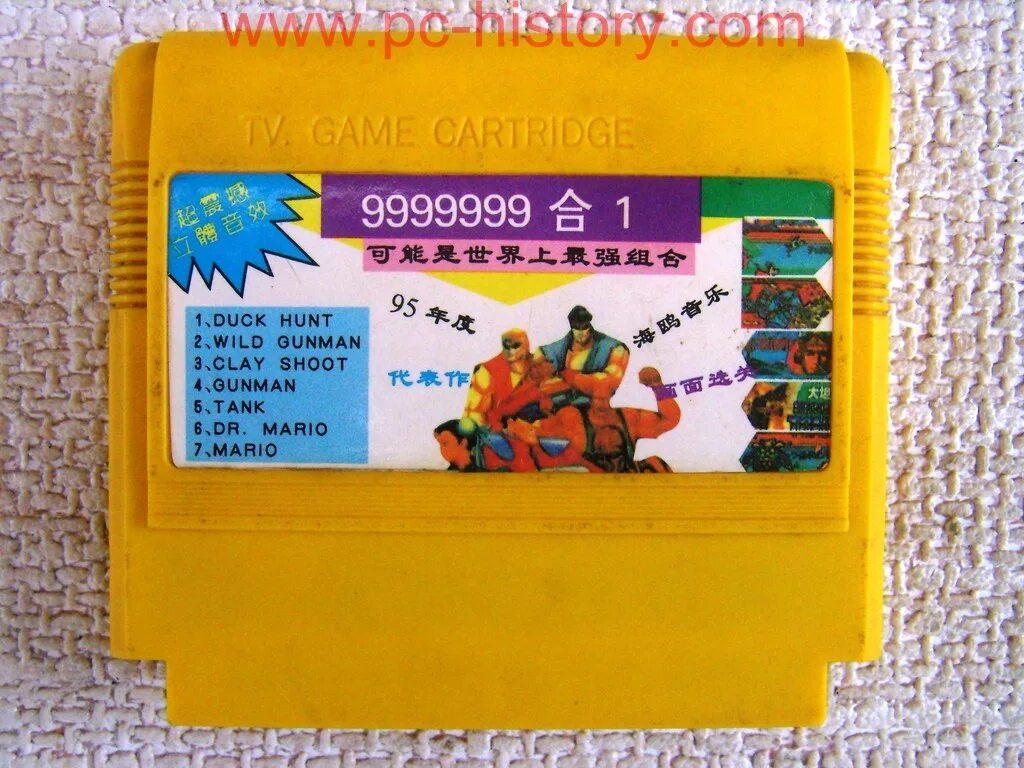 www.pc-history.com
TV. GAME CARTRIDGE
超震撼
立體音效
9999999 合 1
可能是世界上最强组合
95年度
海鸥音乐
代表作
画面选关
1、DUCK HUNT
2、WILD GUNMAN
3、CLAY SHOOT
4、GUNMAN
5、TANK
6、DR. MARIO
7、MARIO